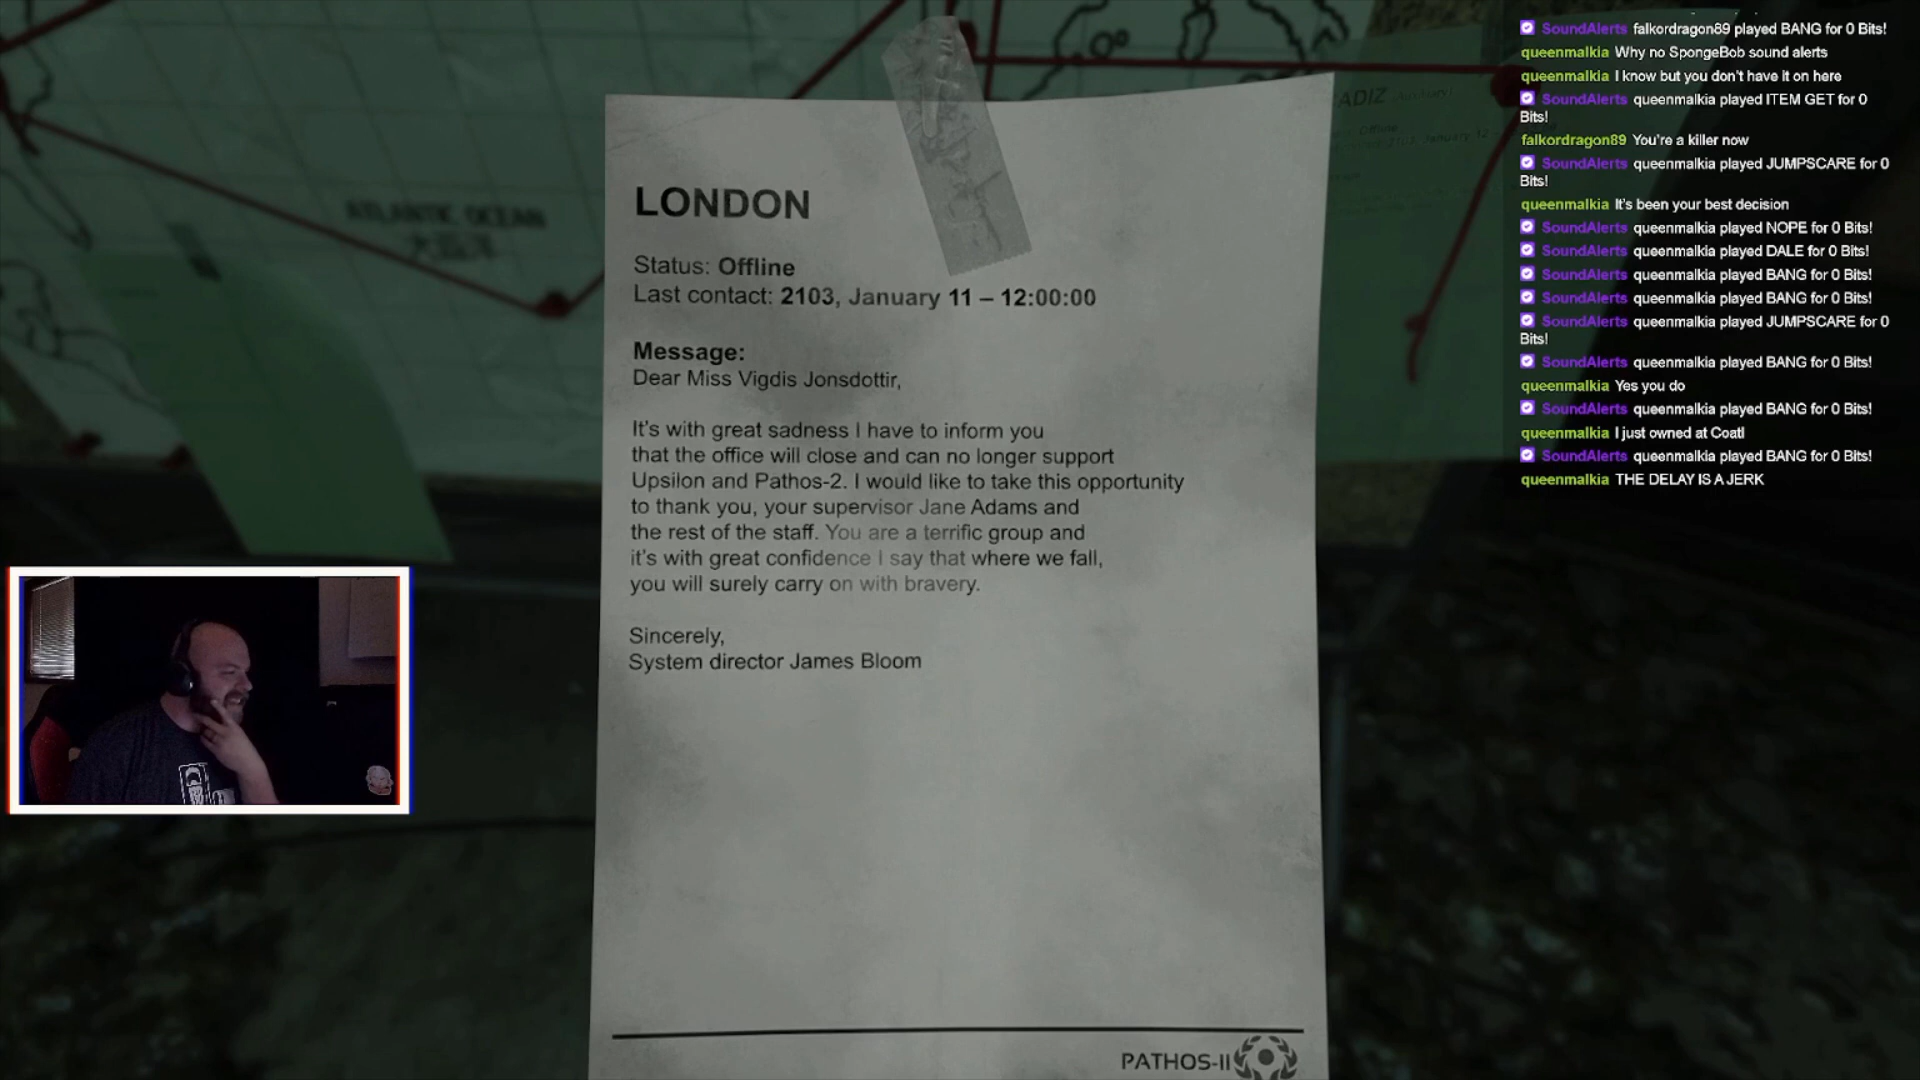 LONDON
Status: Offline
Last contact: 2103, January 11 – 12:00:00
Message:
Dear Miss Vigdis Jonsdottir,
It's with great sadness I have to inform you
that the office will close and can no longer support
Upsilon and Pathos-2. I would like to take this opportunity
to thank you, your supervisor Jane Adams and
the rest of the staff. You are a terrific group and
it's with great confidence I say that where we fall,
you will surely carry on with bravery.
Sincerely,
System director James Bloom
PATHOS-II
ATLANTIC OCEAN
大西洋
ADIZ
Offline
January 12
SoundAlerts falkordragon89 played BANG for 0 Bits!
queenmalkia Why no SpongeBob sound alerts
queenmalkia I know but you don't have it on here
SoundAlerts queenmalkia played ITEM GET for 0
Bits!
falkordragon89 You're a killer now
SoundAlerts queenmalkia played JUMPSCARE for 0
Bits!
queenmalkia It's been your best decision
SoundAlerts queenmalkia played NOPE for 0 Bits!
SoundAlerts queenmalkia played DALE for 0 Bits!
SoundAlerts queenmalkia played BANG for 0 Bits!
SoundAlerts queenmalkia played BANG for 0 Bits!
SoundAlerts queenmalkia played JUMPSCARE for 0
Bits!
SoundAlerts queenmalkia played BANG for 0 Bits!
queenmalkia Yes you do
SoundAlerts queenmalkia played BANG for 0 Bits!
queenmalkia I just owned at Coatl
SoundAlerts queenmalkia played BANG for 0 Bits!
queenmalkia THE DELAY IS A JERK